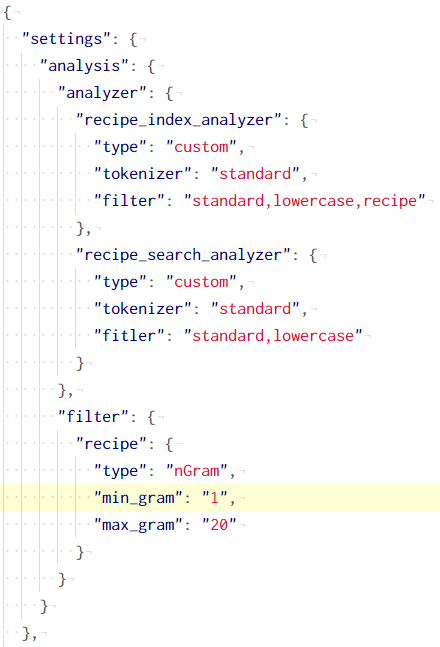 {
"settings": {
"analysis": {
"analyzer": {
"recipe_index_analyzer": {
"type": "custom",
"tokenizer": "standard",
"filter": "standard,lowercase,recipe"
},
"recipe_search_analyzer": {
"type": "custom",
"tokenizer": "standard",
"fitler": "standard,lowercase"
}
},
"filter": {
"recipe": {
"type": "nGram",
"min_gram": "1",
"max_gram": "20"
}
}
}
},